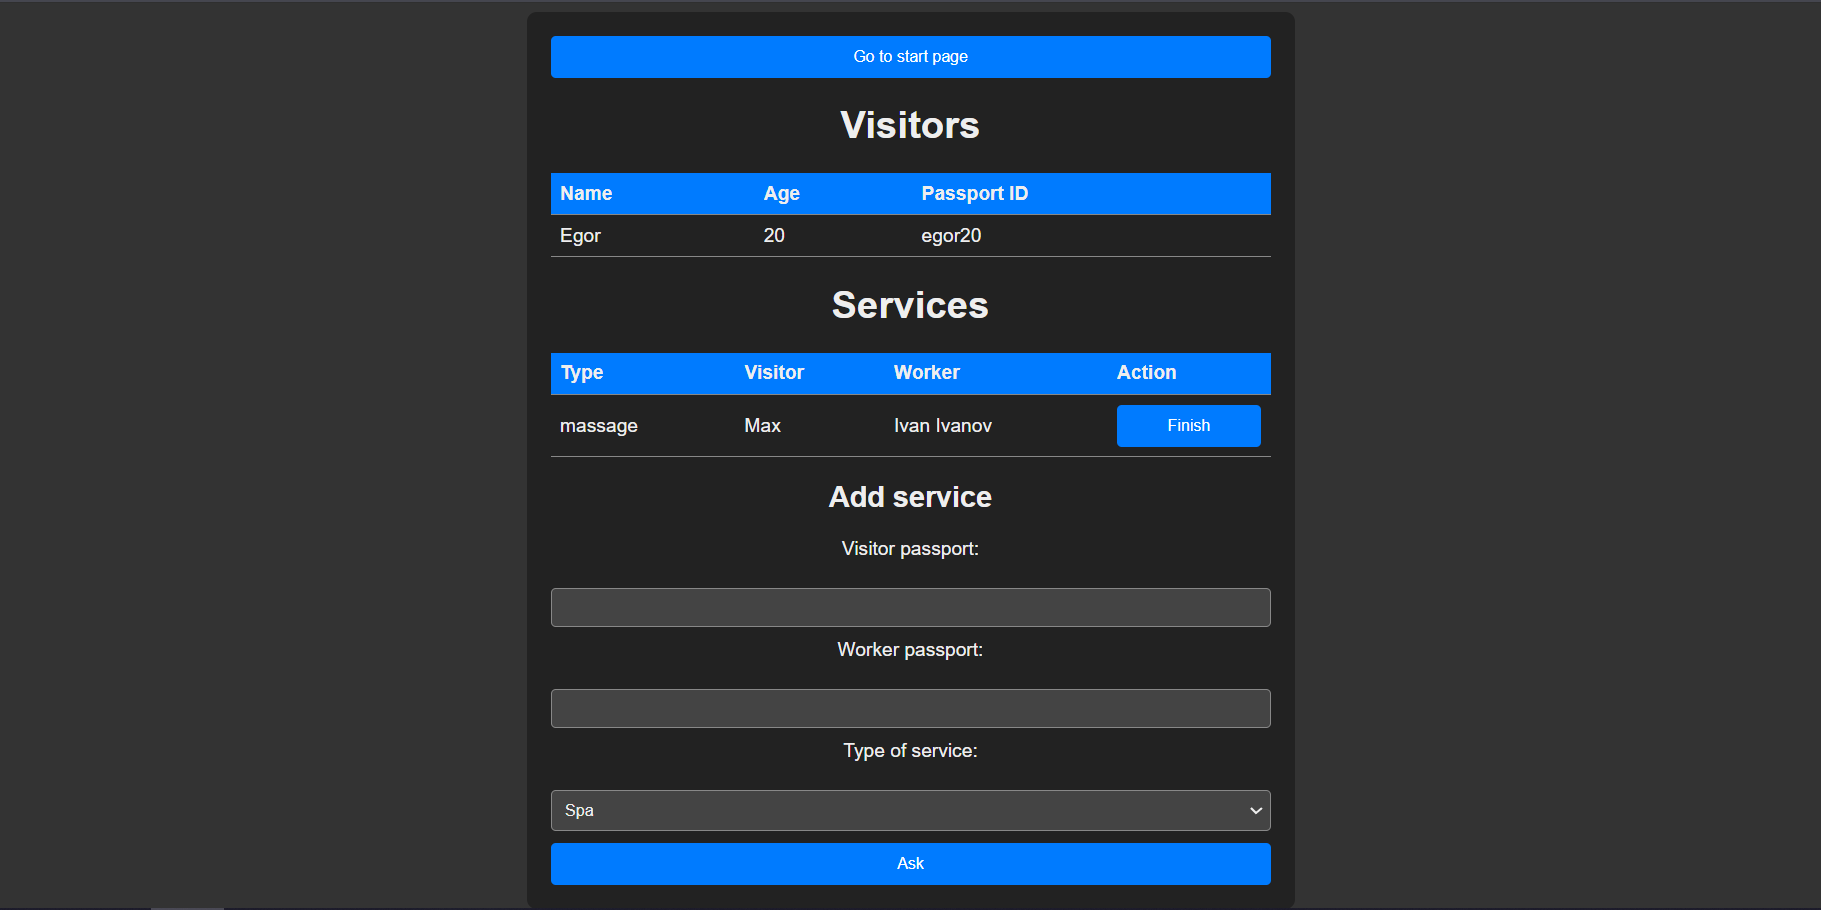 Go to start page
Visitors
Name Age Passport ID
Egor 20 egor20
Services
Type Visitor Worker Action
massage Max Ivan Ivanov Finish
Add service
Visitor passport:
Worker passport:
Type of service:
Spa
Ask